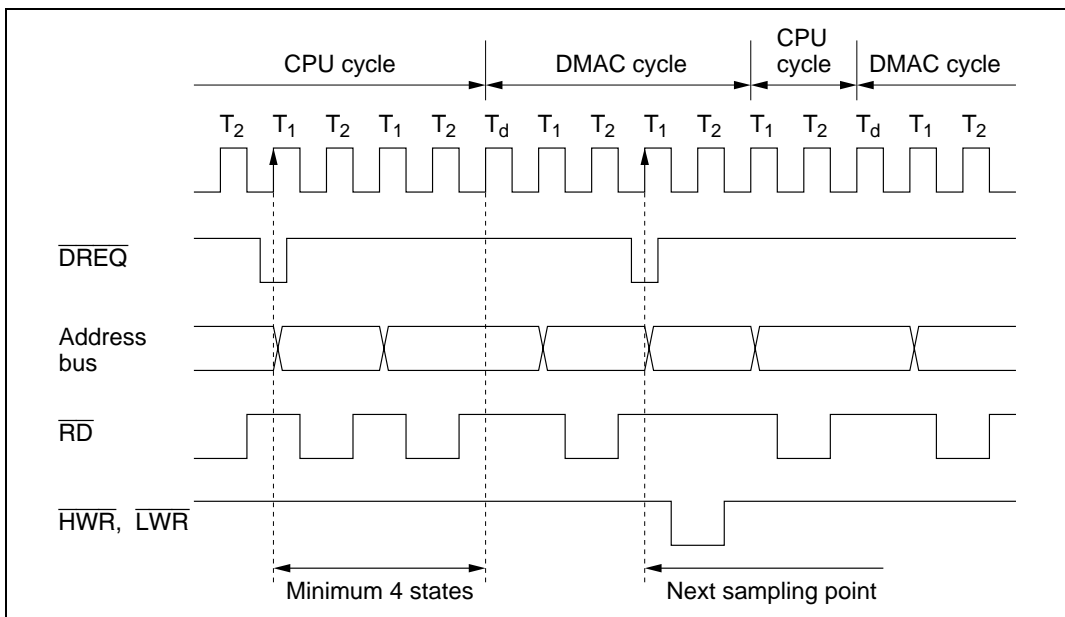 CPU cycle DMAC cycle CPU cycle DMAC cycle
T2 T1 T2 T1 T2 Td T1 T2 T1 T2 T1 T2 Td T1 T2
DREQ
Address
bus
RD
HWR, LWR
Minimum 4 states Next sampling point